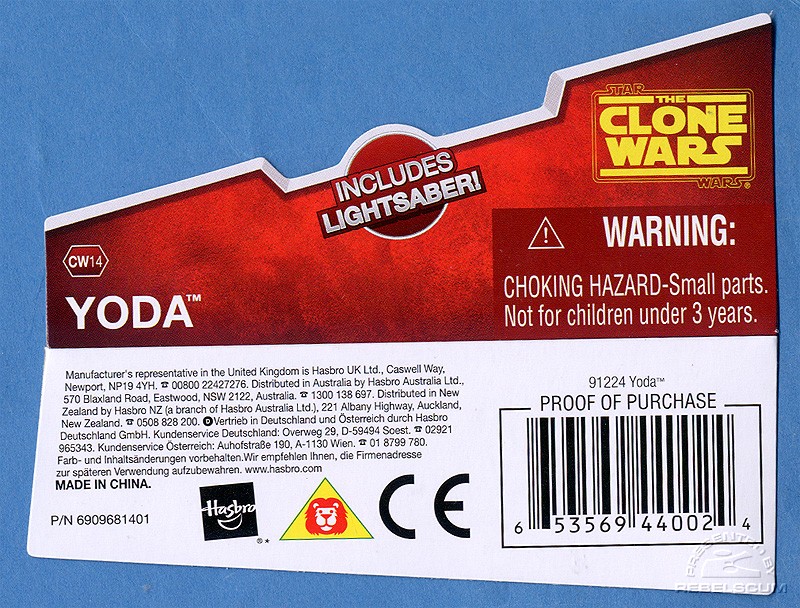 STAR
THE
CLONE
WARS
WARS®
INCLUDES
LIGHTSABER!
CW14
YODA™
⚠ WARNING:
CHOKING HAZARD-Small parts.
Not for children under 3 years.
Manufacturer's representative in the United Kingdom is Hasbro UK Ltd., Caswell Way,
Newport, NP19 4YH. ☎ 00800 22427276. Distributed in Australia by Hasbro Australia Ltd.,
570 Blaxland Road, Eastwood, NSW 2122, Australia. ☎ 1300 138 697. Distributed in New
Zealand by Hasbro NZ (a branch of Hasbro Australia Ltd.), 221 Albany Highway, Auckland,
New Zealand. ☎ 0508 828 200. D Vertrieb in Deutschland und Österreich durch Hasbro
Deutschland GmbH. Kundenservice Deutschland: Overweg 29, D-59494 Soest. ☎ 02921
965343. Kundenservice Österreich: Auhofstraße 190, A-1130 Wien. ☎ 01 8799 780.
Farb- und Inhaltsänderungen vorbehalten.Wir empfehlen Ihnen, die Firmenadresse
zur späteren Verwendung aufzubewahren. www.hasbro.com
MADE IN CHINA.
P/N 6909681401
Hasbro ®*
CE
91224 Yoda™
PROOF OF PURCHASE
6 53569 44002 4
PRESENTED BY
REBELSCUM